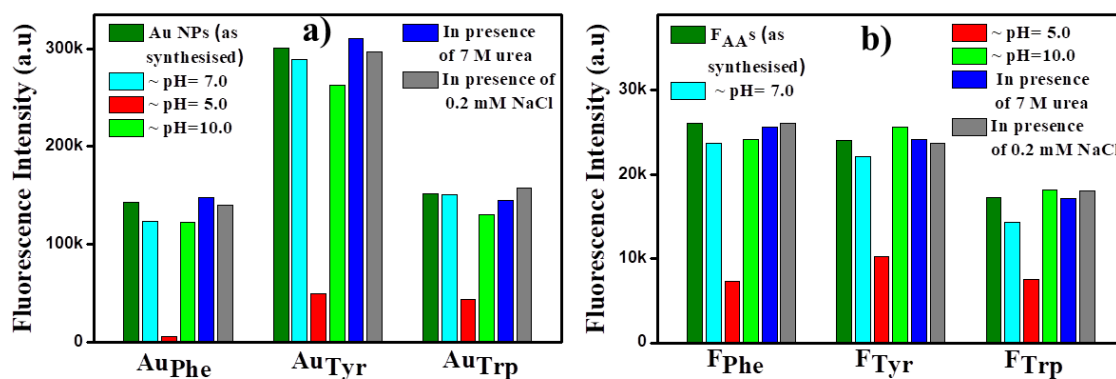 Fluorescence Intensity (a.u)
300k
200k
100k
0
a)
Au NPs (as
synthesised)
~ pH= 7.0
~ pH= 5.0
~ pH=10.0
In presence
of 7 M urea
In presence of
0.2 mM NaCl
AuPhe
AuTyr
AuTrp
Fluorescence Intensity (a.u)
30k
20k
10k
0
b)
FAAs (as
synthesised)
~ pH= 7.0
~ pH= 5.0
~ pH=10.0
In presence
of 7 M urea
In presence
of 0.2 mM NaCl
FPhe
FTyr
FTrp